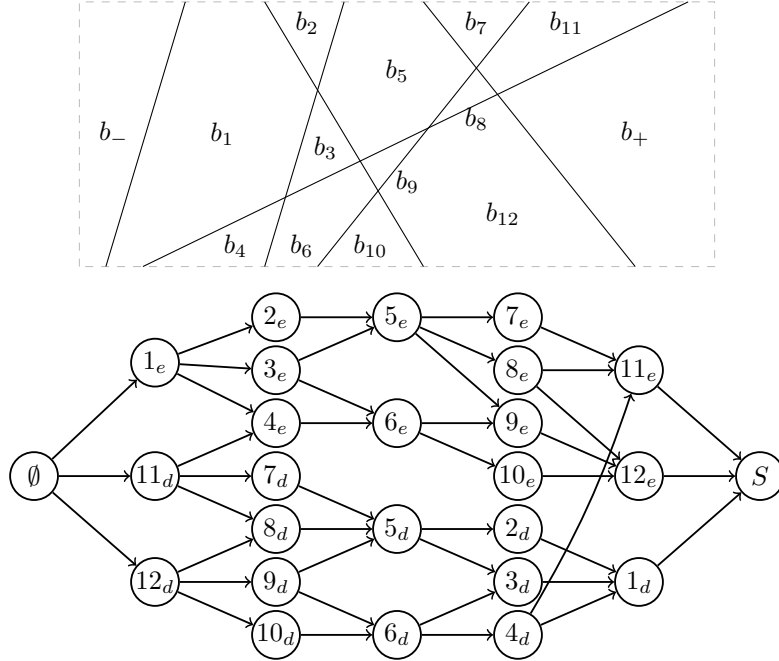 b₂ b₇ b₁₁
b₅
b₋ b₁ b₃ b₈ b₊
b₉
b₁₂
b₄ b₆ b₁₀
2ₑ 5ₑ 7ₑ
1ₑ 3ₑ 8ₑ 11ₑ
4ₑ 6ₑ 9ₑ
∅ 11_d 7_d 10ₑ 12ₑ S
8_d 5_d 2_d
12_d 9_d 3_d 1_d
10_d 6_d 4_d